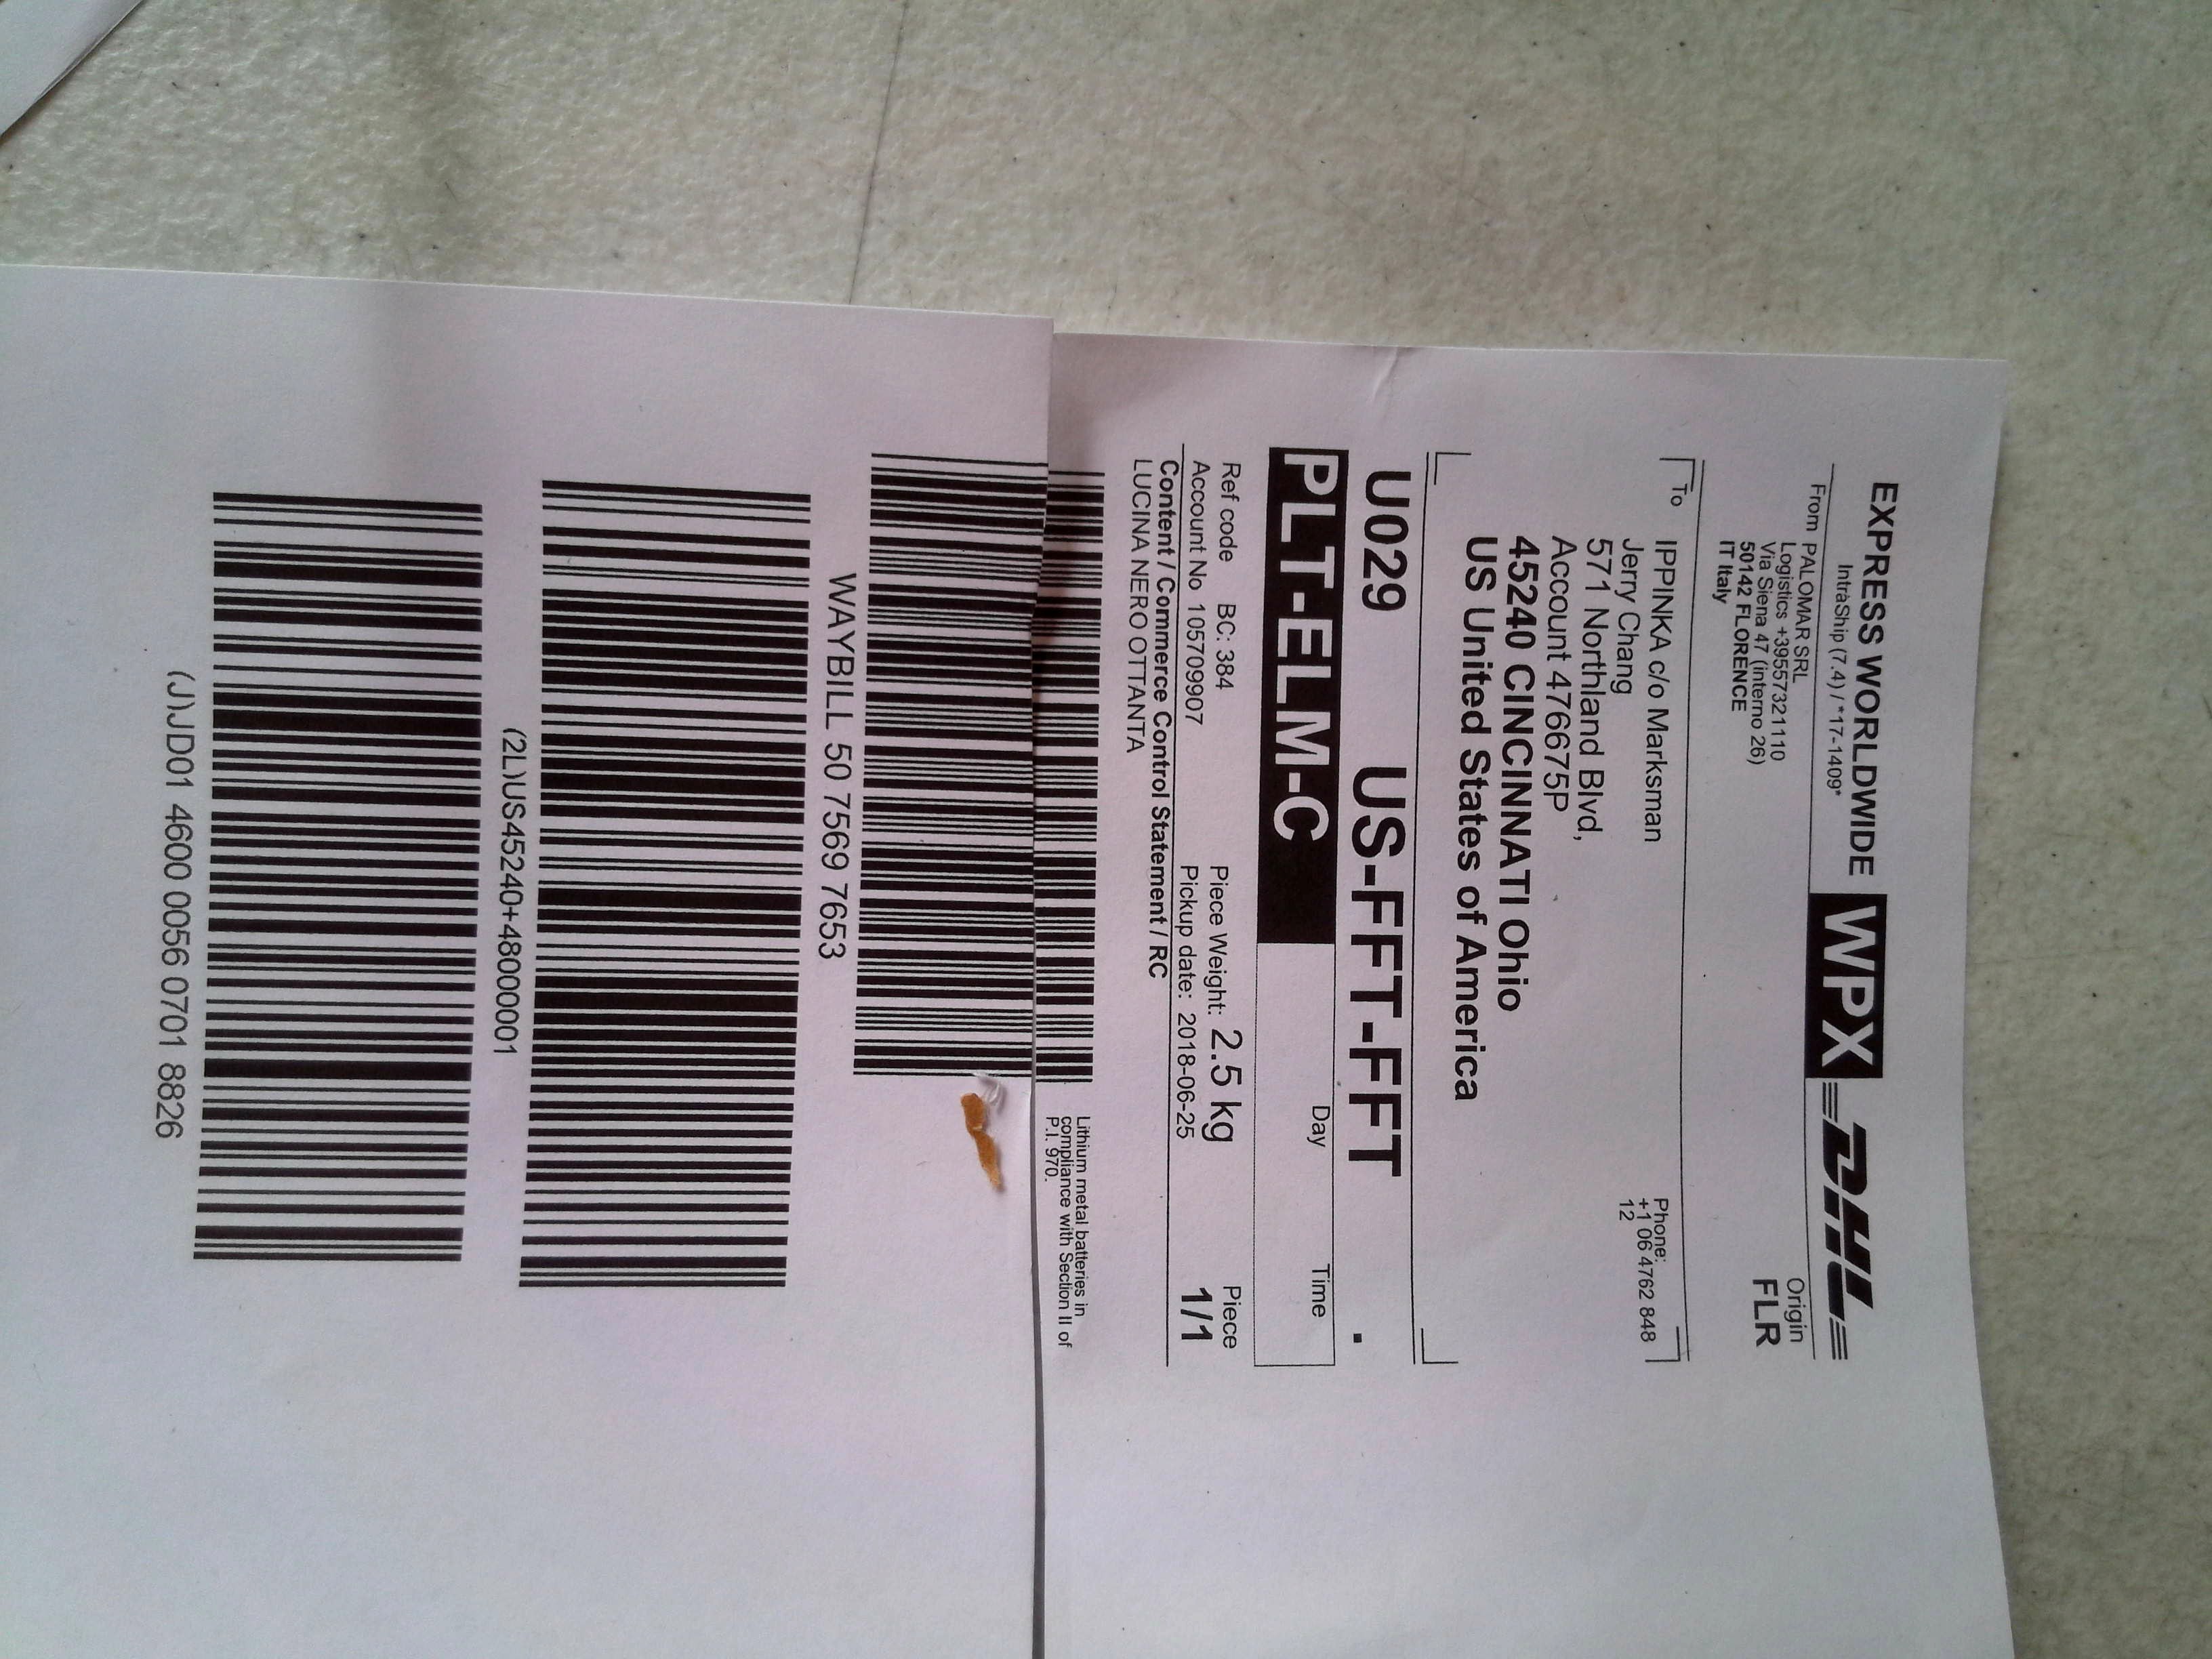 EXPRESS WORLDWIDE WPX DHL
IntraShip (7.4) / *17-1409*
From PALOMAR SRL
Logistics +3955732​1110
Via Siena 47 (interno 26)
50142 FLORENCE
IT Italy
Origin
FLR
To IPPINKA c/o Marksman
Jerry Chang
571 Northland Blvd,
Account 476675P
45240 CINCINNATI Ohio
US United States of America
Phone:
+1 06 4762 848
12
U029 US-FFT-FFT .
PLT-ELM-C Day Time
Ref code BC: 384
Account No 105709907
Piece Weight: 2.5 kg
Pickup date: 2018-06-25
Piece
1/1
Content / Commerce Control Statement / RC
LUCINA NERO OTTANTA
Lithium metal batteries in
compliance with Section II of
P.I. 970.
WAYBILL 50 7569 7653
(2L)US45240+48000001
(J)JD01 4600 0056 0701 8826